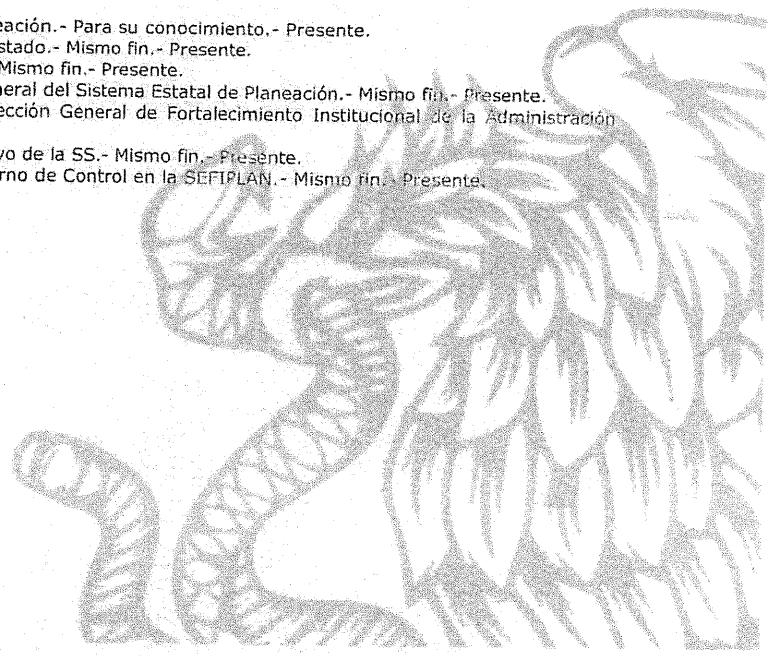 eación.- Para su conocimiento.- Presente.
stado.- Mismo fin.- Presente.
Mismo fin.- Presente.
neral del Sistema Estatal de Planeación.- Mismo fin.- Presente.
ección General de Fortalecimiento Institucional de la Administración
vo de la SS.- Mismo fin.- Presente.
rno de Control en la SEFIPLAN.- Mismo fin.- Presente.